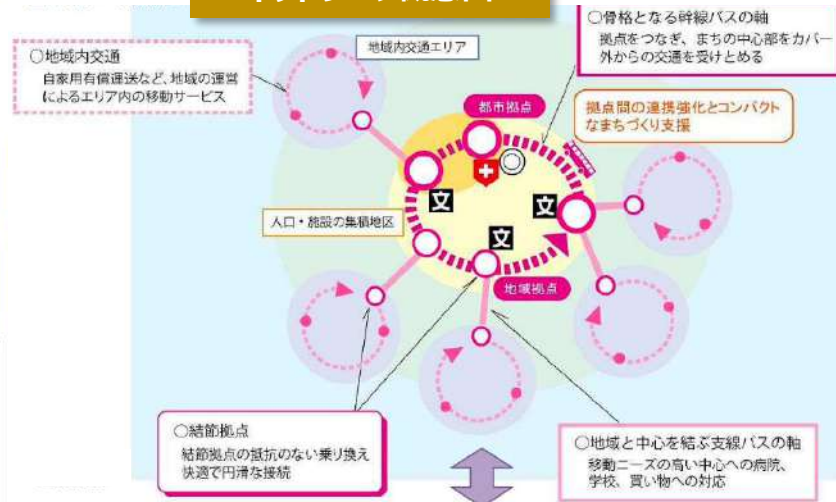 ○骨格となる幹線バスの軸
拠点をつなぎ、まちの中心部をカバー
外からの交通を受けとめる
○地域内交通
自家用有償運送など、地域の運営
によるエリア内の移動サービス
地域内交通エリア
都市拠点
拠点間の連携強化とコンパクト
なまちづくり支援
文
文
人口・施設の集積地区
文
地域拠点
○結節拠点
結節拠点の抵抗のない乗り換え
快適で円滑な接続
○地域と中心を結ぶ支線バスの軸
移動ニーズの高い中心への病院、
学校、買い物への対応